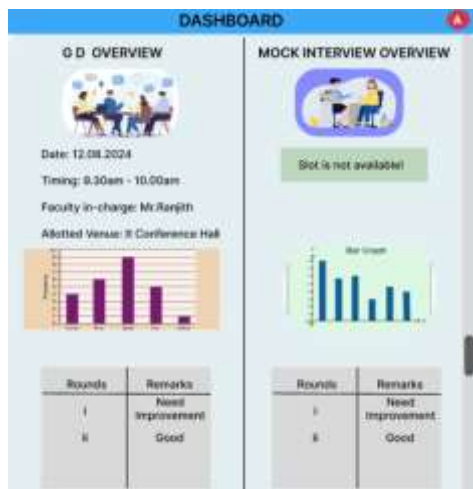 DASHBOARD
A
G D OVERVIEW
Date: 12.08.2024
Timing: 9.30am - 10.00am
Faculty in-charge: Mr.Ranjith
Allotted Venue: Conference Hall
Rounds Remarks
I Need
Improvement
II Good
MOCK INTERVIEW OVERVIEW
Slot is not available!
Bar Graph
Rounds Remarks
I Need
Improvement
II Good